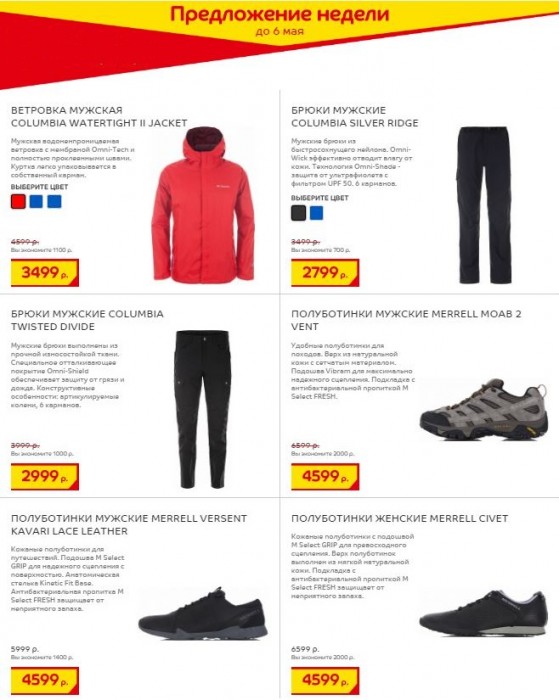 Предложение недели
до 6 мая
ВЕТРОВКА МУЖСКАЯ
COLUMBIA WATERTIGHT II JACKET
Мужская водонепроницаемая
ветровка с мембраной Omni-Tech и
полностью проклеенными швами.
Куртка легко упаковывается в
собственный карман.
ВЫБЕРИТЕ ЦВЕТ
4599 р.
Вы экономите 1100 р.
3499 р.
БРЮКИ МУЖСКИЕ
COLUMBIA SILVER RIDGE
Мужские брюки из
быстросохнущего нейлона. Omni-
Wick эффективно отводит влагу от
кожи. Технология Omni-Shade -
защита от ультрафиолета с
фильтром UPF 50. 6 карманов.
ВЫБЕРИТЕ ЦВЕТ
3499 р.
Вы экономите 700 р.
2799 р.
БРЮКИ МУЖСКИЕ COLUMBIA
TWISTED DIVIDE
Мужские брюки выполнены из
прочной износостойкой ткани.
Специальное отталкивающее
покрытие Omni-Shield
обеспечивает защиту от грязи и
дождя. Конструктивные
особенности: артикулируемые
колени, 6 карманов.
3999 р.
Вы экономите 1000 р.
2999 р.
ПОЛУБОТИНКИ МУЖСКИЕ MERRELL MOAB 2
VENT
Удобные полуботинки для
походов. Верх из натуральной
кожи с сетчатым материалом.
Подошва Vibram для максимально
надежного сцепления. Подкладка с
антибактериальной пропиткой M
Select FRESH.
6599 р.
Вы экономите 2000 р.
4599 р.
ПОЛУБОТИНКИ МУЖСКИЕ MERRELL VERSENT
KAVARI LACE LEATHER
Кожаные полуботинки для
путешествий. Подошва M Select
GRIP для надежного сцепления с
поверхностью. Анатомическая
стелька Kinetic Fit Base.
Антибактериальная пропитка M
Select FRESH защищает от
неприятного запаха.
5999 р.
Вы экономите 1400 р.
4599 р.
ПОЛУБОТИНКИ ЖЕНСКИЕ MERRELL CIVET
Кожаные полуботинки с подошвой
M Select GRIP для превосходного
сцепления. Верх полуботинок
выполнен из мягкой натуральной
кожи. Подкладка с
антибактериальной пропиткой M
Select FRESH защищает от
неприятного запаха.
6599 р.
Вы экономите 2000 р.
4599 р.